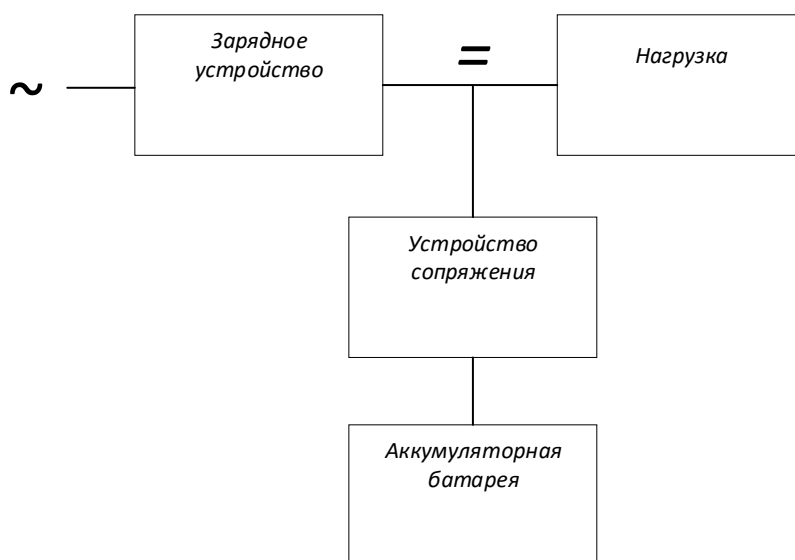 Зарядное
устройство
=
Нагрузка
~
Устройство
сопряжения
Аккумуляторная
батарея